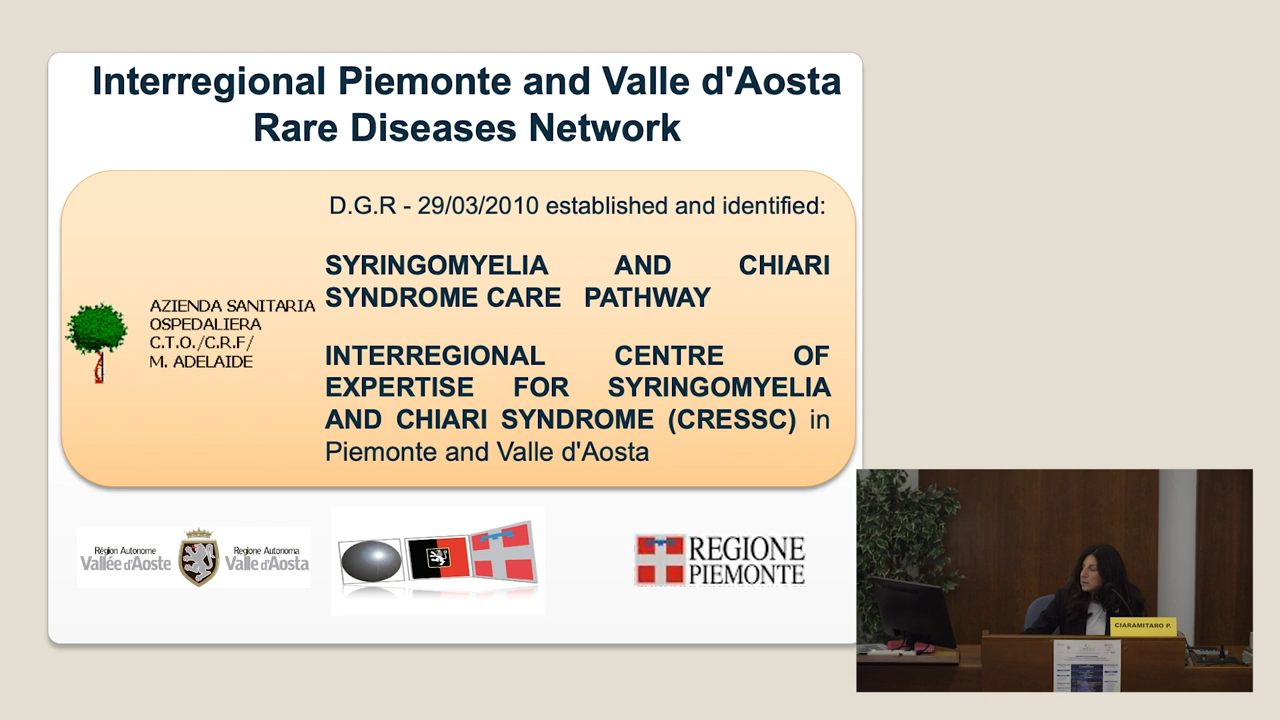 Interregional Piemonte and Valle d'Aosta
Rare Diseases Network
D.G.R - 29/03/2010 established and identified:
SYRINGOMYELIA AND CHIARI
SYNDROME CARE PATHWAY
AZIENDA SANITARIA
OSPEDALIERA
C.T.O./C.R.F/
M. ADELAIDE
INTERREGIONAL CENTRE OF
EXPERTISE FOR SYRINGOMYELIA
AND CHIARI SYNDROME (CRESSC) in
Piemonte and Valle d'Aosta
Région Autonome
Vallée d'Aoste
Regione Autonoma
Valle d'Aosta
REGIONE
PIEMONTE
CIARAMITARO P.